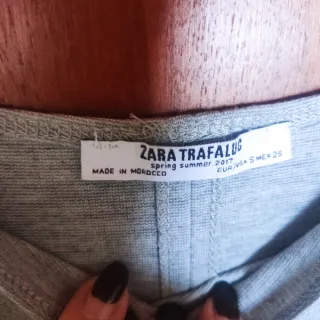 ZARA TRAFALUC
spring summer 2017
MADE IN MOROCCO EUR/USA S MEX 26